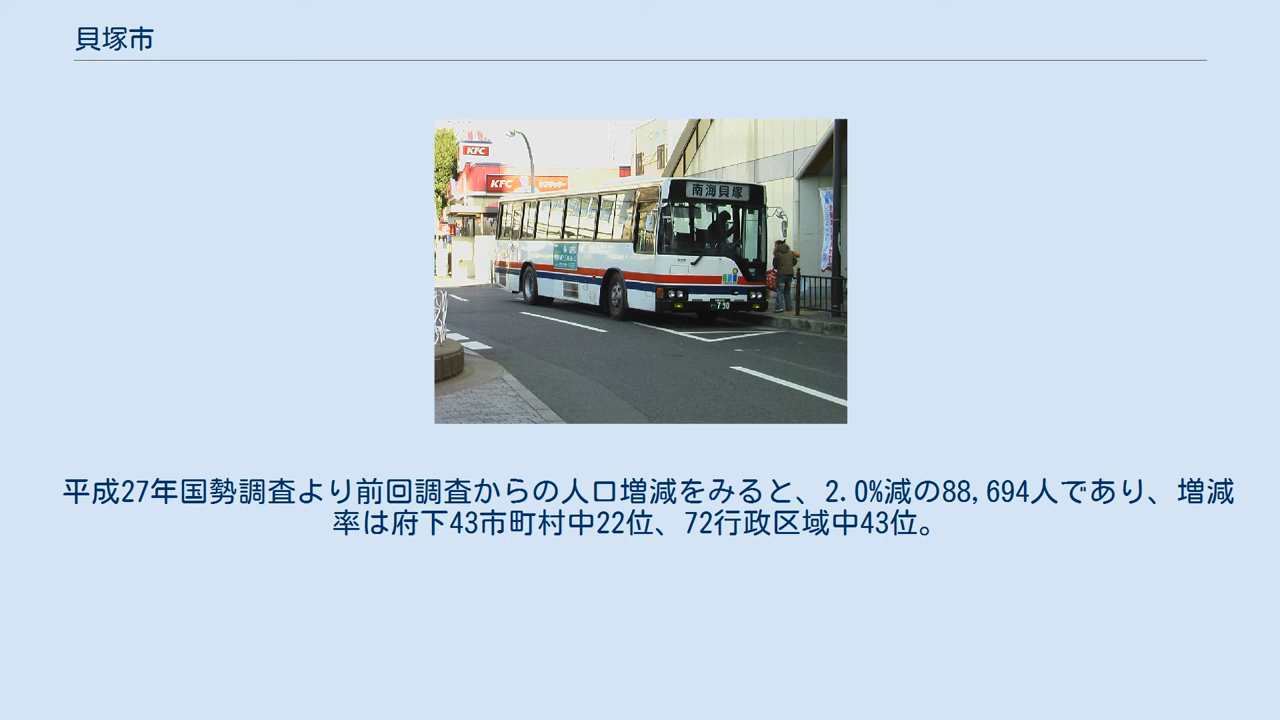 貝塚市
KFC
KFC
南海貝塚
7 90
平成27年国勢調査より前回調査からの人口増減をみると、2.0%減の88,694人であり、増減
率は府下43市町村中22位、72行政区域中43位。